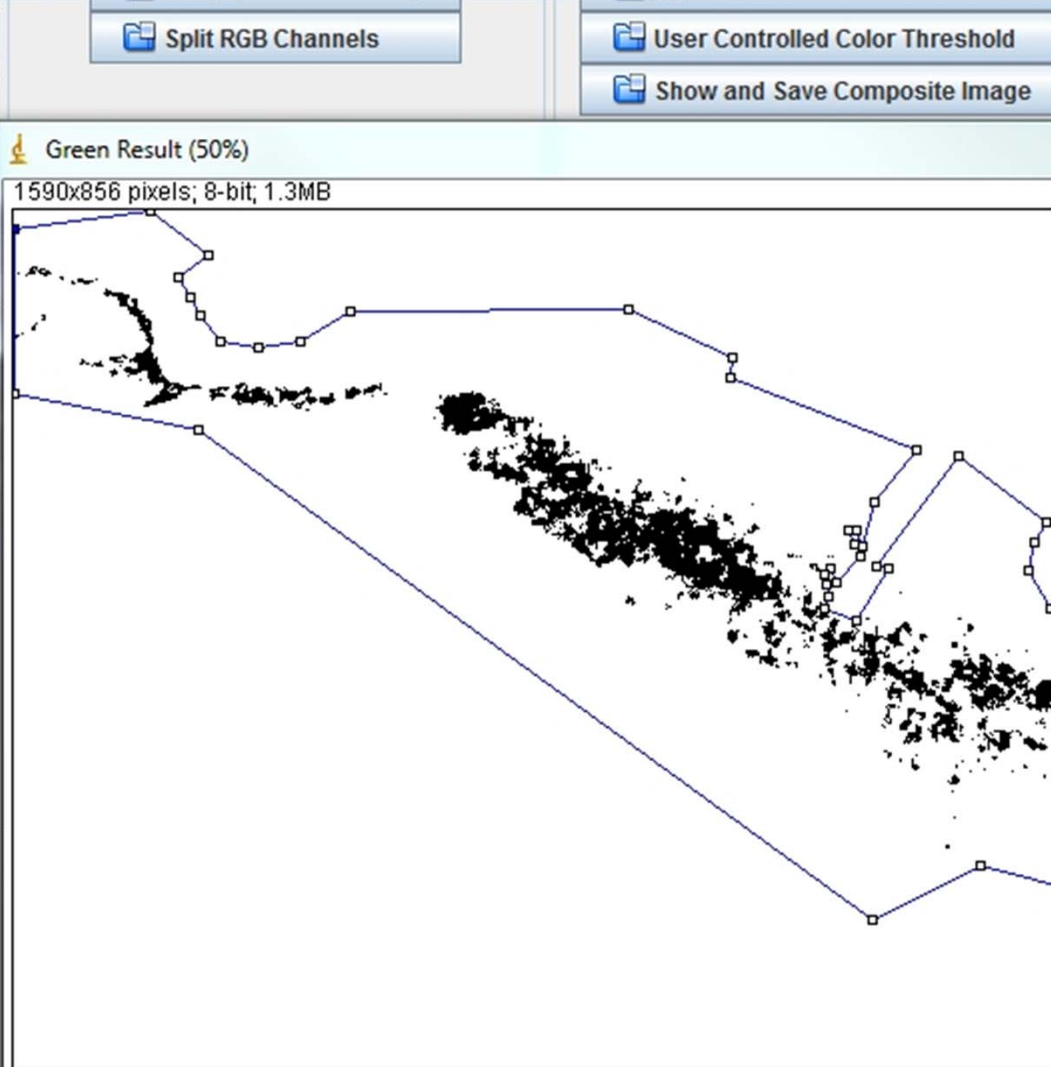 Split RGB Channels
User Controlled Color Threshold
Show and Save Composite Image
Green Result (50%)
1590x856 pixels; 8-bit; 1.3MB